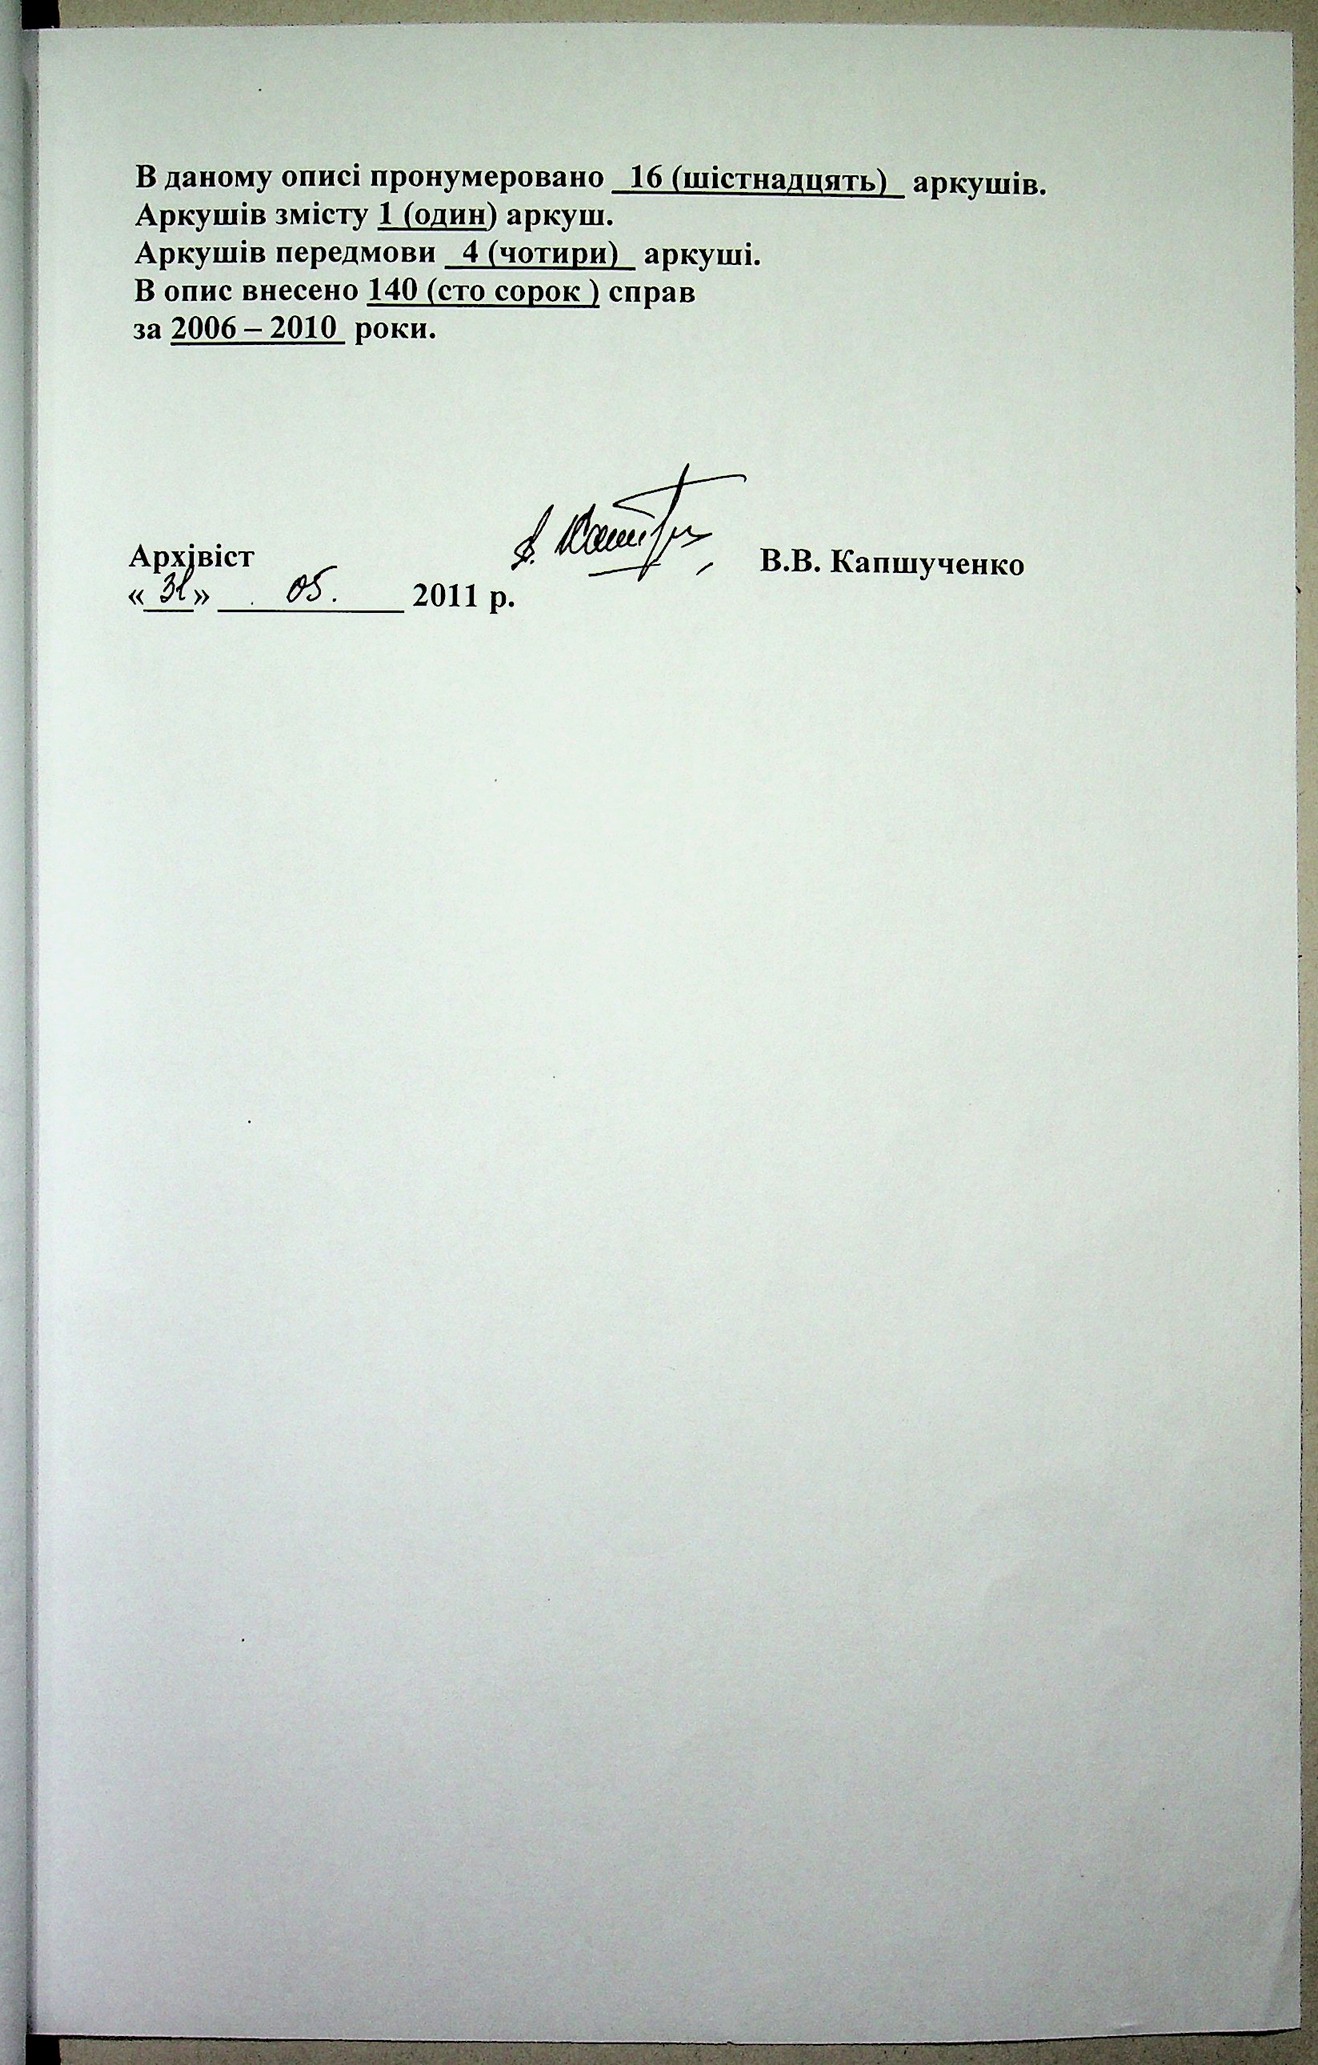 В даному описі пронумеровано 16 (шістнадцять) аркушів.
Аркушів змісту 1 (один) аркуш.
Аркушів передмови 4 (чотири) аркуші.
В опис внесено 140 (сто сорок ) справ
за 2006 – 2010 роки.
Архівіст В.В. Капшученко
«31» 05. 2011 р.